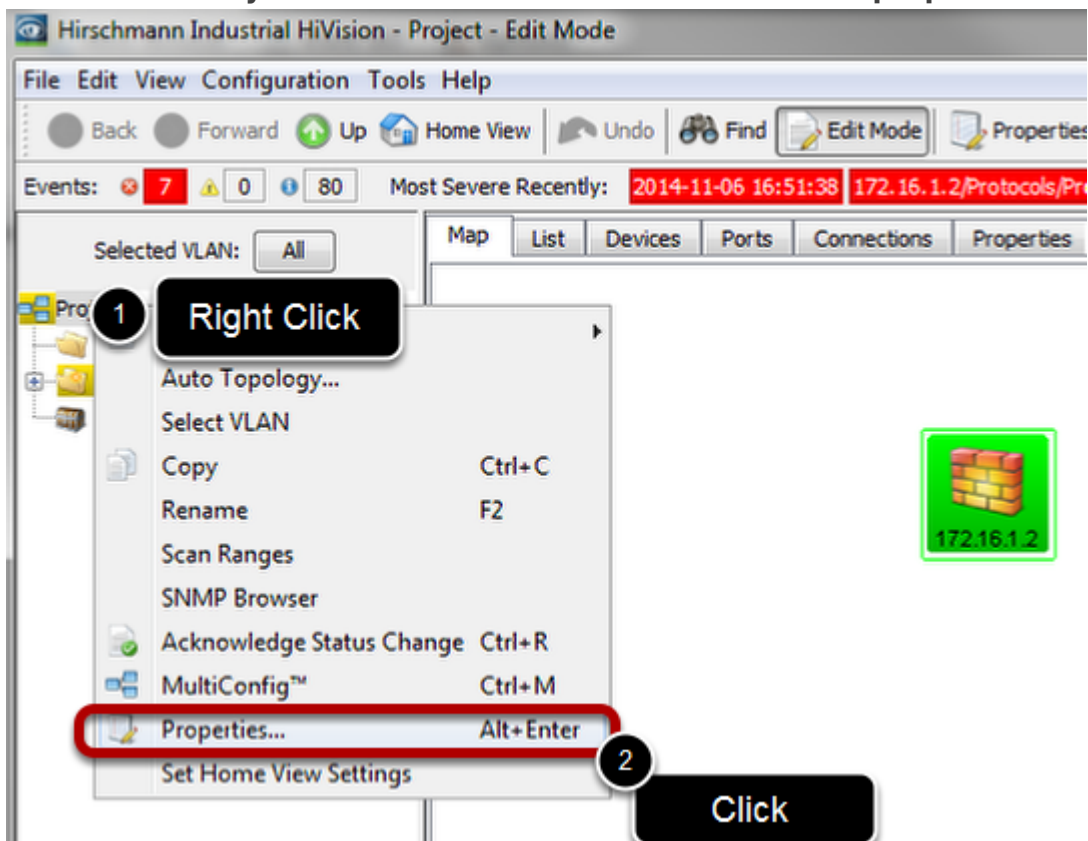 Hirschmann Industrial HiVision - Project - Edit Mode
File Edit View Configuration Tools Help
Back Forward Up Home View Undo Find Edit Mode Properties
Events: 7 0 80 Most Severe Recently: 2014-11-06 16:51:38 172.16.1.2/Protocols/Pr
Selected VLAN: All
Map List Devices Ports Connections Properties
1 Right Click
Auto Topology...
Select VLAN
Copy Ctrl+C
Rename F2
Scan Ranges
SNMP Browser
Acknowledge Status Change Ctrl+R
MultiConfig™ Ctrl+M
Properties... Alt+Enter
Set Home View Settings
2 Click
172.16.1.2